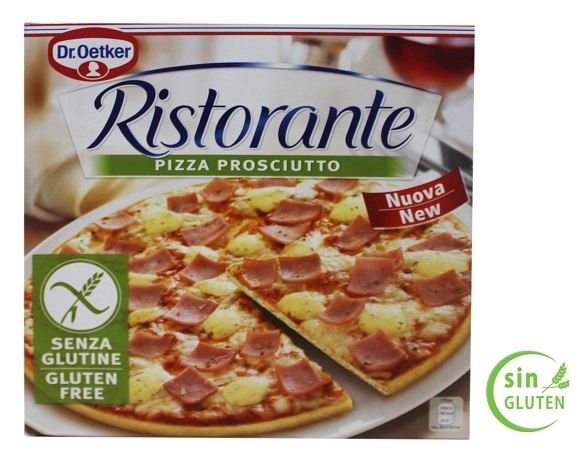 Dr.Oetker
Ristorante
PIZZA PROSCIUTTO
Nuova
New
SENZA
GLUTINE
GLUTEN
FREE
sin
GLUTEN